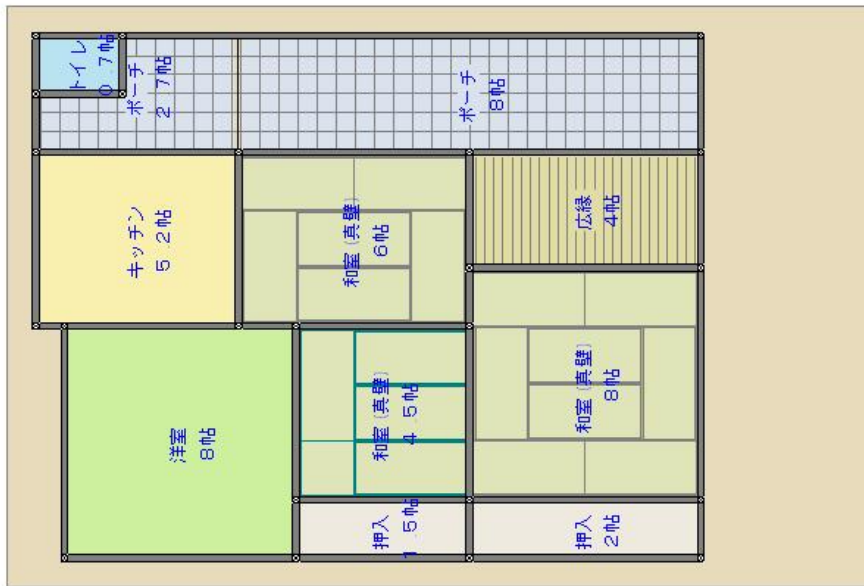 トイレ
0.7帖
ポーチ
2.7帖
ポーチ
8帖
キッチン
5.2帖
和室(真壁)
6帖
広縁
4帖
洋室
8帖
和室(真壁)
4.5帖
和室(真壁)
8帖
押入
1.5帖
押入
2帖